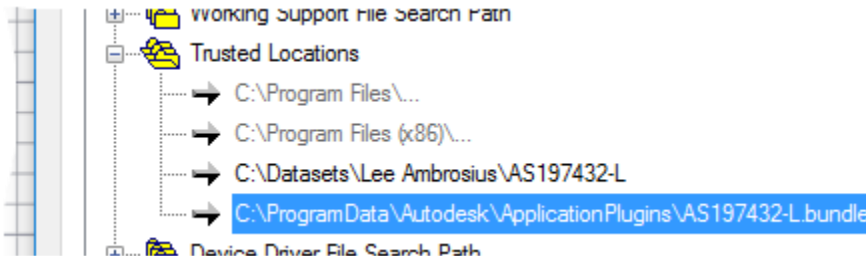 Working Support File Search Path
Trusted Locations
C:\Program Files\...
C:\Program Files (x86)\...
C:\Datasets\Lee Ambrosius\AS197432-L
C:\ProgramData\Autodesk\ApplicationPlugins\AS197432-L.bundle
Device Driver File Search Path